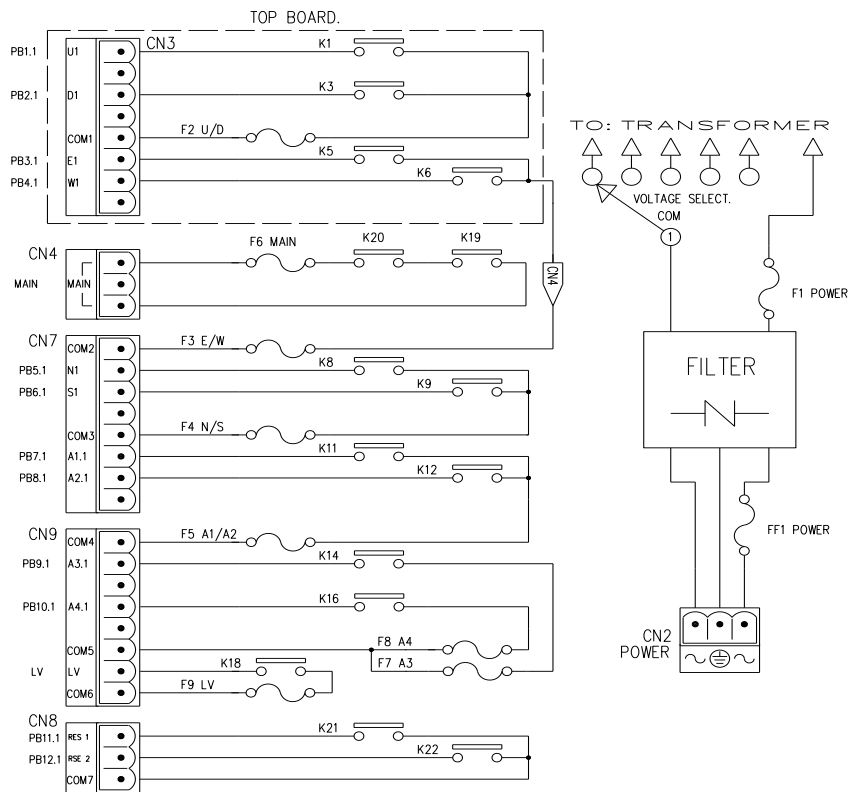 TOP BOARD.
CN3
PB1.1 U1 K1
PB2.1 D1 K3
COM1 F2 U/D
PB3.1 E1 K5
PB4.1 W1 K6
CN4
F6 MAIN K20 K19
MAIN MAIN
CN4
CN7
COM2 F3 E/W
PB5.1 N1 K8
PB6.1 S1 K9
COM3 F4 N/S
PB7.1 A1.1 K11
PB8.1 A2.1 K12
CN9
COM4 F5 A1/A2
PB9.1 A3.1 K14
PB10.1 A4.1 K16
COM5 F8 A4
F7 A3
LV LV K18
COM6 F9 LV
CN8
PB11.1 RES 1 K21
PB12.1 RSE 2 K22
COM7
TO: TRANSFORMER
VOLTAGE SELECT.
COM
1
F1 POWER
FILTER
FF1 POWER
CN2
POWER